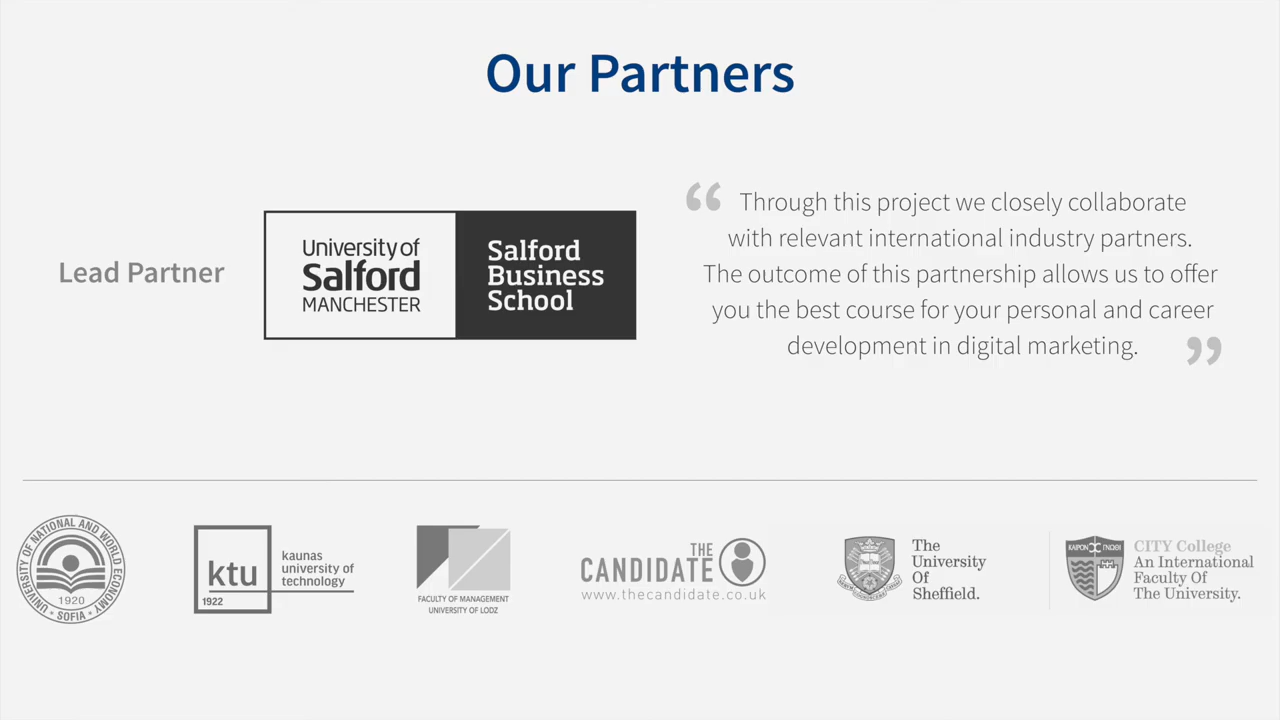 Our Partners
Lead Partner
University of
Salford
MANCHESTER
Salford
Business
School
“ Through this project we closely collaborate
with relevant international industry partners.
The outcome of this partnership allows us to offer
you the best course for your personal and career
development in digital marketing. ”
UNIVERSITY OF NATIONAL AND WORLD ECONOMY
1920
• SOFIA •
ktu
1922
kaunas
university of
technology
FACULTY OF MANAGEMENT
UNIVERSITY OF LODZ
THE
CANDIDATE
www.thecandidate.co.uk
The
University
Of
Sheffield.
ΚΑΙΡΟΝ ΓΝΩΘΙ
CITY College
An International
Faculty Of
The University.